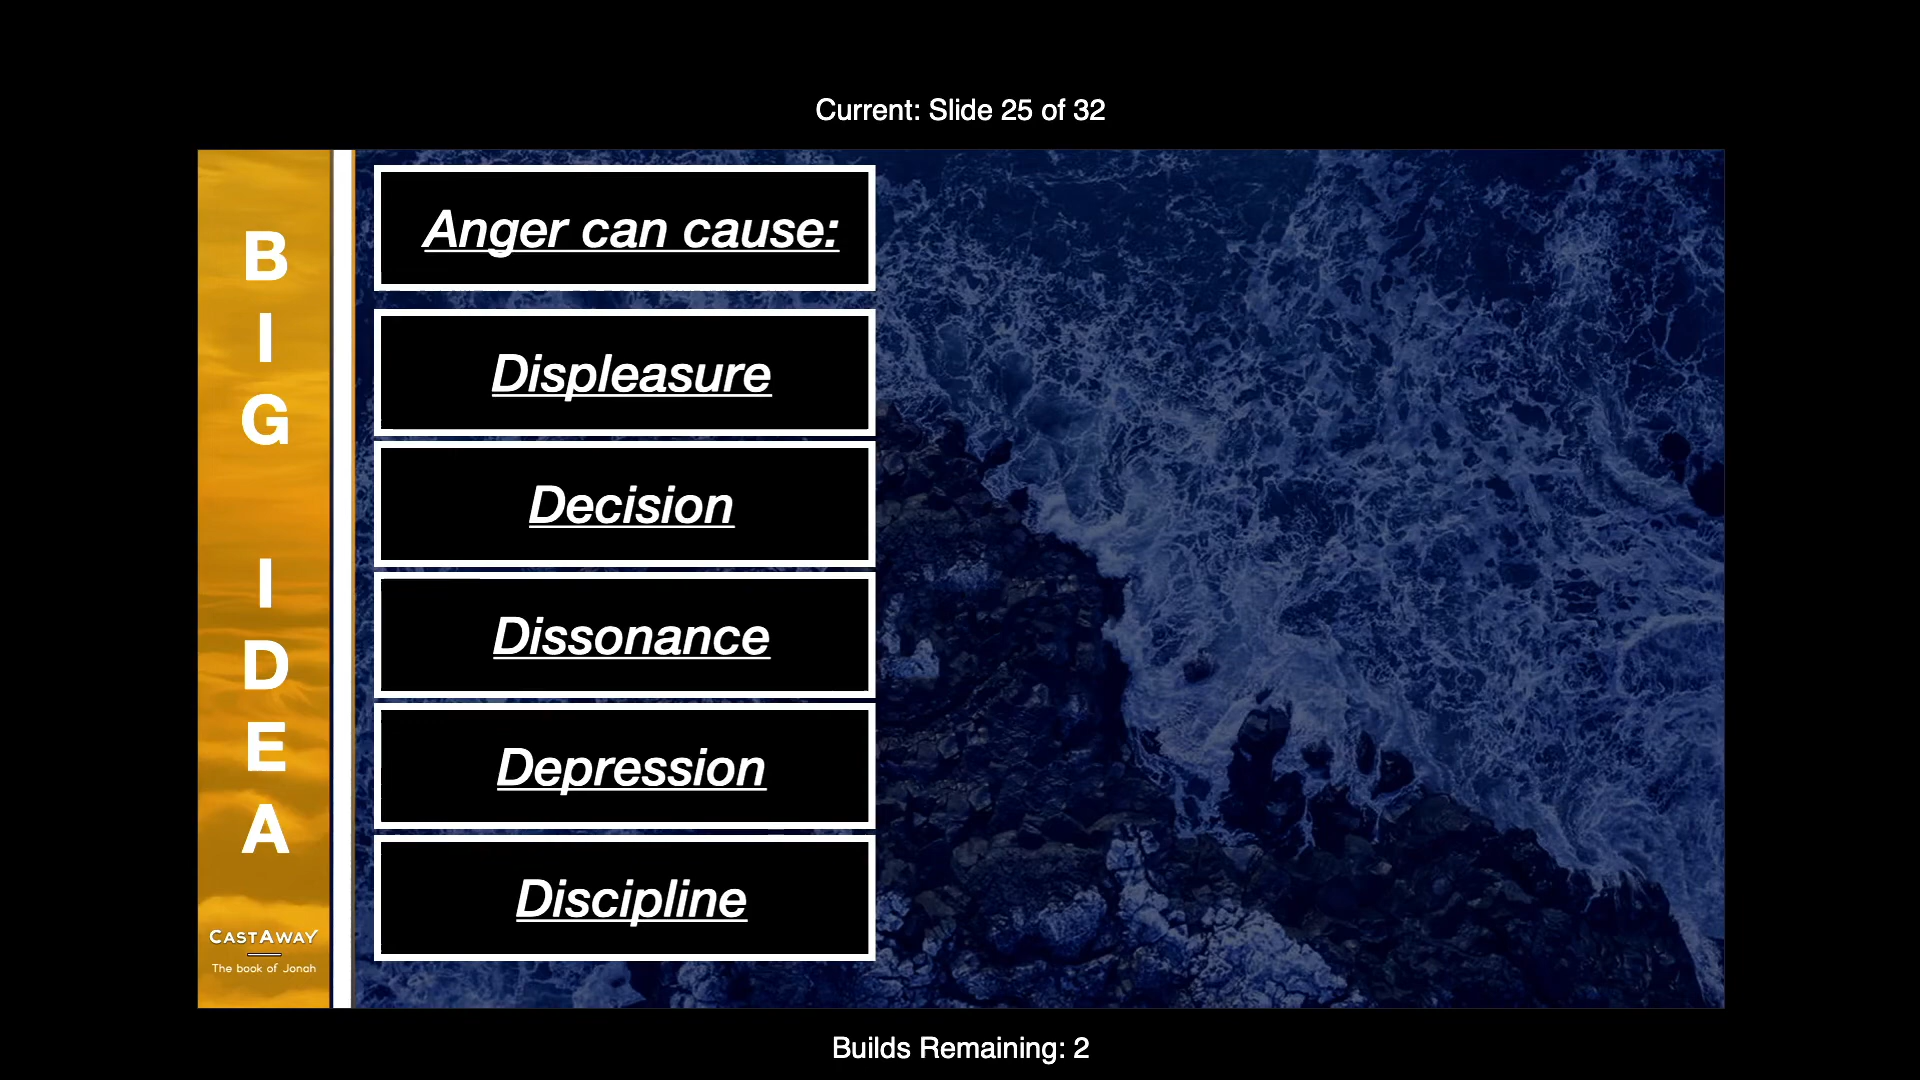 Current: Slide 25 of 32
B
I
G
I
D
E
A
CASTAWAY
The book of Jonah
Anger can cause:
Displeasure
Decision
Dissonance
Depression
Discipline
Builds Remaining: 2